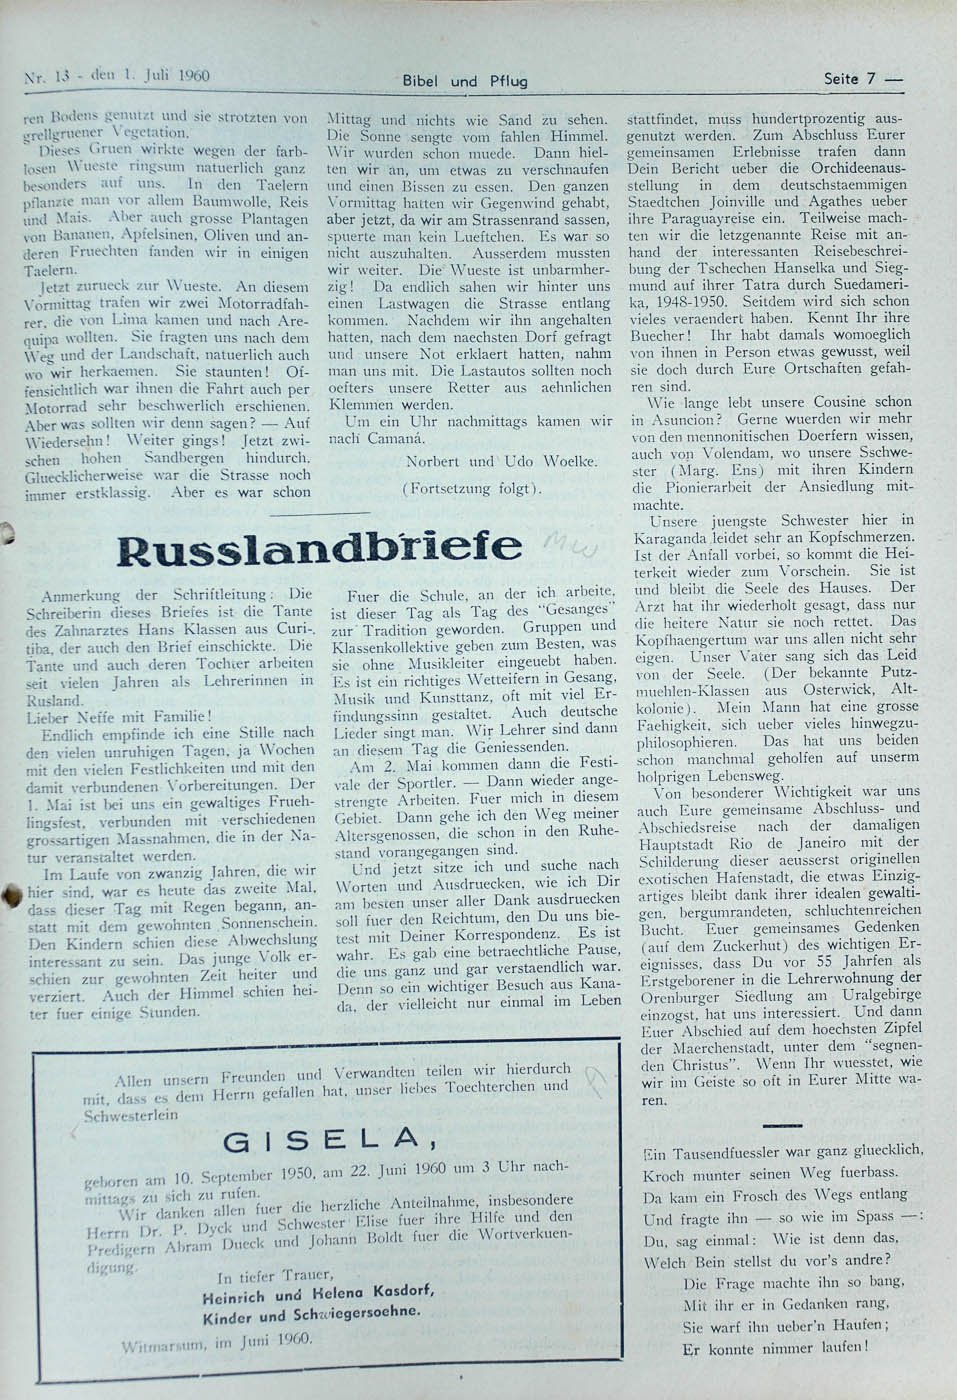 Nr. 13 - den 1. Juli 1960
Bibel und Pflug
Seite 7 —
ren Bodens genutzt und sie strotzten von
grellgruener Vegetation.
Dieses Gruen wirkte wegen der farb-
losen Wueste ringsum natuerlich ganz
besonders auf uns. In den Taelern
pflanzte man vor allem Baumwolle, Reis
und Mais. Aber auch grosse Plantagen
von Bananen, Apfelsinen, Oliven und an-
deren Fruechten fanden wir in einigen
Taelern.
Jetzt zurueck zur Wueste. An diesem
Vormittag trafen wir zwei Motorradfah-
rer, die von Lima kamen und nach Are-
quipa wollten. Sie fragten uns nach dem
Weg und der Landschaft, natuerlich auch
wo wir herkaemen. Sie staunten! Of-
fensichtlich war ihnen die Fahrt auch per
Motorrad sehr beschwerlich erschienen.
Aber was sollten wir denn sagen? — Auf
Wiedersehn! Weiter gings! Jetzt zwi-
schen hohen Sandbergen hindurch.
Gluecklicherweise war die Strasse noch
immer erstklassig. Aber es war schon
Mittag und nichts wie Sand zu sehen.
Die Sonne sengte vom fahlen Himmel.
Wir wurden schon muede. Dann hiel-
ten wir an, um etwas zu verschnaufen
und einen Bissen zu essen. Den ganzen
Vormittag hatten wir Gegenwind gehabt,
aber jetzt, da wir am Strassenrand sassen,
spuerte man kein Lueftchen. Es war so
nicht auszuhalten. Ausserdem mussten
wir weiter. Die Wueste ist unbarmher-
zig! Da endlich sahen wir hinter uns
einen Lastwagen die Strasse entlang
kommen. Nachdem wir ihn angehalten
hatten, nach dem naechsten Dorf gefragt
und unsere Not erklaert hatten, nahm
man uns mit. Die Lastautos sollten noch
oefters unsere Retter aus aehnlichen
Klemmen werden.
Um ein Uhr nachmittags kamen wir
nach Camaná.
Norbert und Udo Woelke.
(Fortsetzung folgt).
Russlandbriefe
Anmerkung der Schriftleitung: Die
Schreiberin dieses Briefes ist die Tante
des Zahnarztes Hans Klassen aus Curi-.
tiba, der auch den Brief einschickte. Die
Tante und auch deren Tochter arbeiten
seit vielen Jahren als Lehrerinnen in
Rusland.
Lieber Neffe mit Familie!
Endlich empfinde ich eine Stille nach
den vielen unruhigen Tagen, ja Wochen
mit den vielen Festlichkeiten und mit den
damit verbundenen Vorbereitungen. Der
1. Mai ist bei uns ein gewaltiges Frueh-
lingsfest, verbunden mit verschiedenen
grossartigen Massnahmen, die in der Na-
tur veranstaltet werden.
Im Laufe von zwanzig Jahren, die wir
hier sind, war es heute das zweite Mal,
dass dieser Tag mit Regen begann, an-
statt mit dem gewohnten Sonnenschein.
Den Kindern schien diese Abwechslung
interessant zu sein. Das junge Volk er-
schien zur gewohnten Zeit heiter und
verziert. Auch der Himmel schien hei-
ter fuer einige Stunden.
Fuer die Schule, an der ich arbeite,
ist dieser Tag als Tag des "Gesanges"
zur Tradition geworden. Gruppen und
Klassenkollektive geben zum Besten, was
sie ohne Musikleiter eingeuebt haben.
Es ist ein richtiges Wetteifern in Gesang,
Musik und Kunsttanz, oft mit viel Er-
findungssinn gestaltet. Auch deutsche
Lieder singt man. Wir Lehrer sind dann
an diesem Tag die Geniessenden.
Am 2. Mai kommen dann die Festi-
vale der Sportler. — Dann wieder ange-
strengte Arbeiten. Fuer mich in diesem
Gebiet. Dann gehe ich den Weg meiner
Altersgenossen, die schon in den Ruhe-
stand vorangegangen sind.
Und jetzt sitze ich und suche nach
Worten und Ausdruecken, wie ich Dir
am besten unser aller Dank ausdruecken
soll fuer den Reichtum, den Du uns bie-
test mit Deiner Korrespondenz. Es ist
wahr. Es gab eine betraechtliche Pause,
die uns ganz und gar verstaendlich war.
Denn so ein wichtiger Besuch aus Kana-
da, der vielleicht nur einmal im Leben
stattfindet, muss hundertprozentig aus-
genutzt werden. Zum Abschluss Eurer
gemeinsamen Erlebnisse trafen dann
Dein Bericht ueber die Orchideenaus-
stellung in dem deutschstaemmigen
Staedtchen Joinville und Agathes ueber
ihre Paraguayreise ein. Teilweise mach-
ten wir die letzgenannte Reise mit an-
hand der interessanten Reisebeschrei-
bung der Tschechen Hanselka und Sieg-
mund auf ihrer Tatra durch Suedameri-
ka, 1948-1950. Seitdem wird sich schon
vieles veraendert haben. Kennt Ihr ihre
Buecher! Ihr habt damals womoeglich
von ihnen in Person etwas gewusst, weil
sie doch durch Eure Ortschaften gefah-
ren sind.
Wie lange lebt unsere Cousine schon
in Asuncion? Gerne wuerden wir mehr
von den mennonitischen Doerfern wissen,
auch von Volendam, wo unsere Sschwe-
ster (Marg. Ens) mit ihren Kindern
die Pionierarbeit der Ansiedlung mit-
machte.
Unsere juengste Schwester hier in
Karaganda leidet sehr an Kopfschmerzen.
Ist der Anfall vorbei, so kommt die Hei-
terkeit wieder zum Vorschein. Sie ist
und bleibt die Seele des Hauses. Der
Arzt hat ihr wiederholt gesagt, dass nur
die heitere Natur sie noch rettet. Das
Kopfhaengertum war uns allen nicht sehr
eigen. Unser Vater sang sich das Leid
von der Seele. (Der bekannte Putz-
muehlen-Klassen aus Osterwick, Alt-
kolonie). Mein Mann hat eine grosse
Faehigkeit, sich ueber vieles hinwegzu-
philosophieren. Das hat uns beiden
schon manchmal geholfen auf unserm
holprigen Lebensweg.
Von besonderer Wichtigkeit war uns
auch Eure gemeinsame Abschluss- und
Abschiedsreise nach der damaligen
Hauptstadt Rio de Janeiro mit der
Schilderung dieser aeusserst originellen
exotischen Hafenstadt, die etwas Einzig-
artiges bleibt dank ihrer idealen gewalti-
gen, bergumrandeten, schluchtenreichen
Bucht. Euer gemeinsames Gedenken
(auf dem Zuckerhut) des wichtigen Er-
eignisses, dass Du vor 55 Jahrfen als
Erstgeborener in die Lehrerwohnung der
Orenburger Siedlung am Uralgebirge
einzogst, hat uns interessiert. Und dann
Euer Abschied auf dem hoechsten Zipfel
der Maerchenstadt, unter dem "segnen-
den Christus". Wenn Ihr wuesstet, wie
wir im Geiste so oft in Eurer Mitte wa-
ren.
Allen unsern Freunden und Verwandten teilen wir hierdurch
mit, dass es dem Herrn gefallen hat, unser liebes Toechterchen und
Schwesterlein
GISELA,
geboren am 10. September 1950, am 22. Juni 1960 um 3 Uhr nach-
mittags zu sich zu rufen.
Wir danken allen fuer die herzliche Anteilnahme, insbesondere
Herrn Dr. P. Dyck und Schwester Elise fuer ihre Hilfe und den
Predigern Abram Dueck und Johann Boldt fuer die Wortverkuen-
digung.
In tiefer Trauer,
Heinrich und Helena Kasdorf,
Kinder und Schwiegersoehne.
Witmarsum, im Juni 1960.
Ein Tausendfuessler war ganz gluecklich,
Kroch munter seinen Weg fuerbass.
Da kam ein Frosch des Wegs entlang
Und fragte ihn — so wie im Spass —:
Du, sag einmal: Wie ist denn das,
Welch Bein stellst du vor's andre?
Die Frage machte ihn so bang,
Mit ihr er in Gedanken rang,
Sie warf ihn ueber'n Haufen;
Er konnte nimmer laufen!